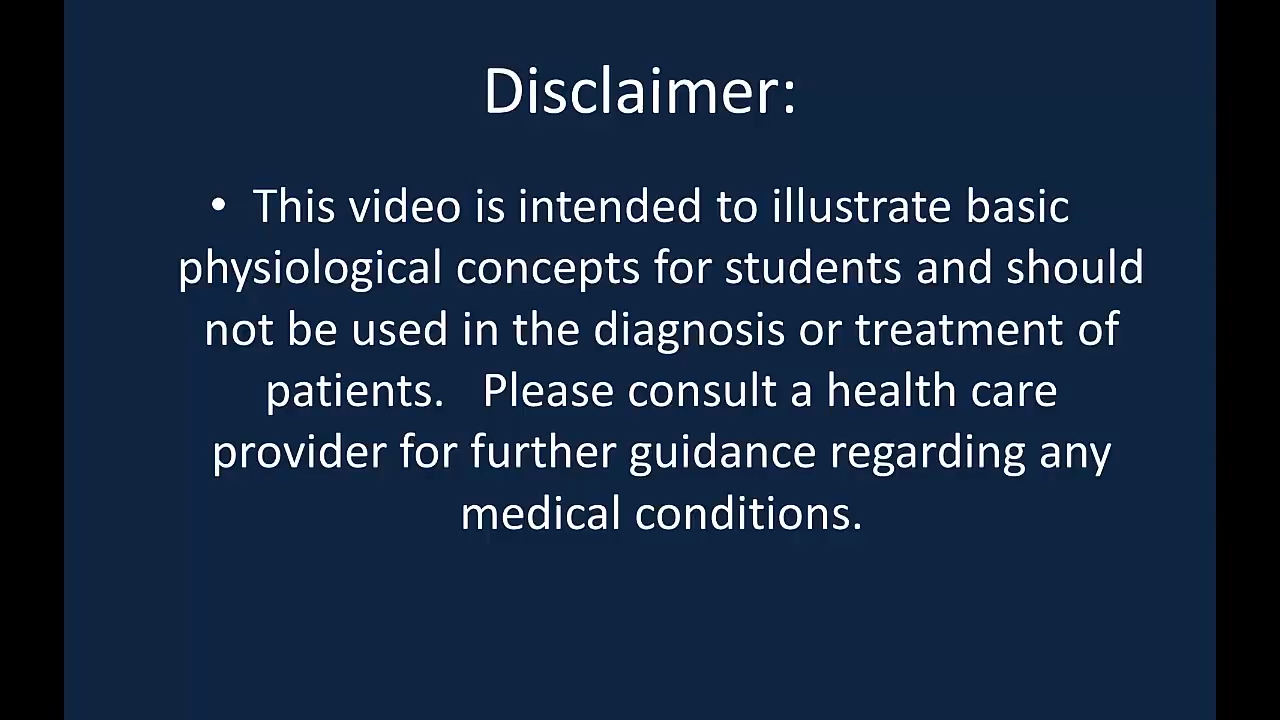 Disclaimer:
• This video is intended to illustrate basic
physiological concepts for students and should
not be used in the diagnosis or treatment of
patients.   Please consult a health care
provider for further guidance regarding any
medical conditions.